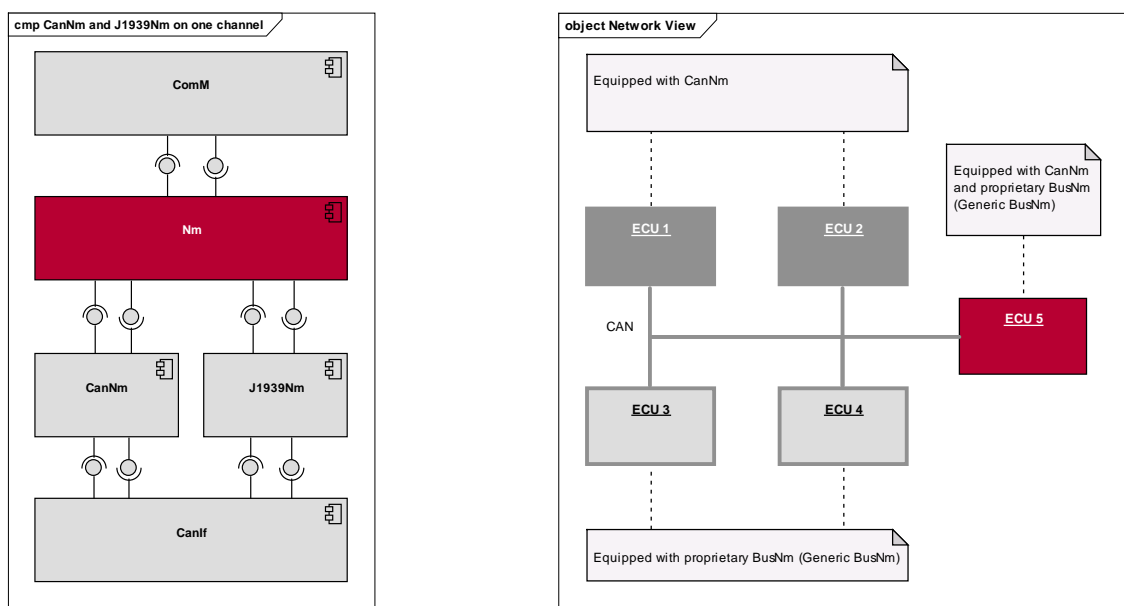 cmp CanNm and J1939Nm on one channel
ComM
Nm
CanNm
J1939Nm
CanIf
object Network View
Equipped with CanNm
Equipped with CanNm
and proprietary BusNm
(Generic BusNm)
ECU 1
ECU 2
ECU 5
CAN
ECU 3
ECU 4
Equipped with proprietary BusNm (Generic BusNm)